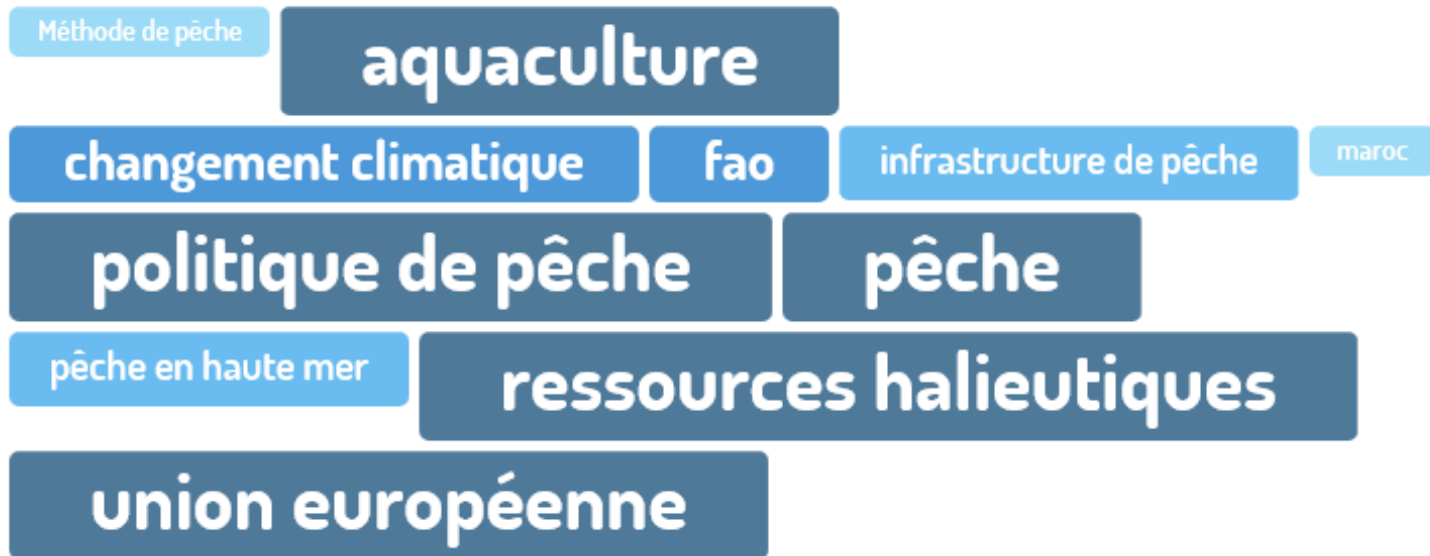 Méthode de pêche aquaculture
changement climatique fao infrastructure de pêche maroc
politique de pêche pêche
pêche en haute mer ressources halieutiques
union européenne